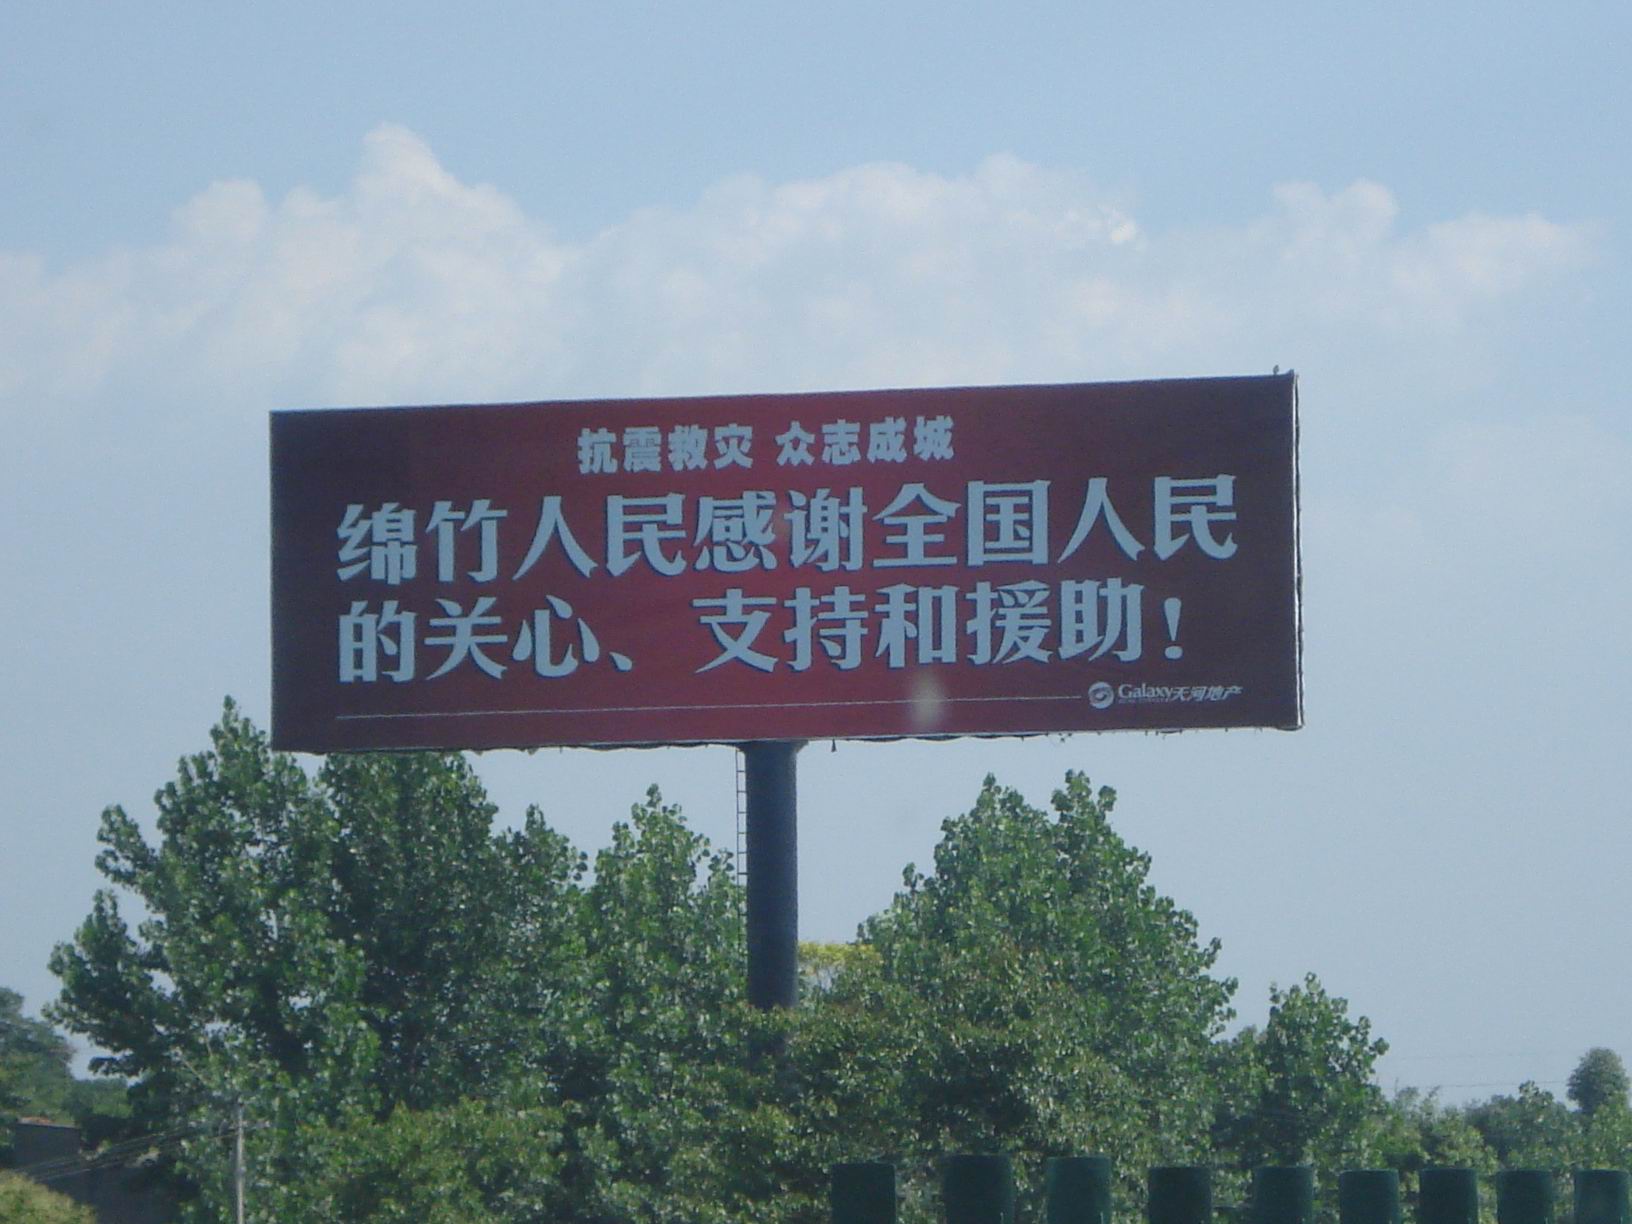 抗震救灾 众志成城
绵竹人民感谢全国人民
的关心、支持和援助！
Galaxy天河地产